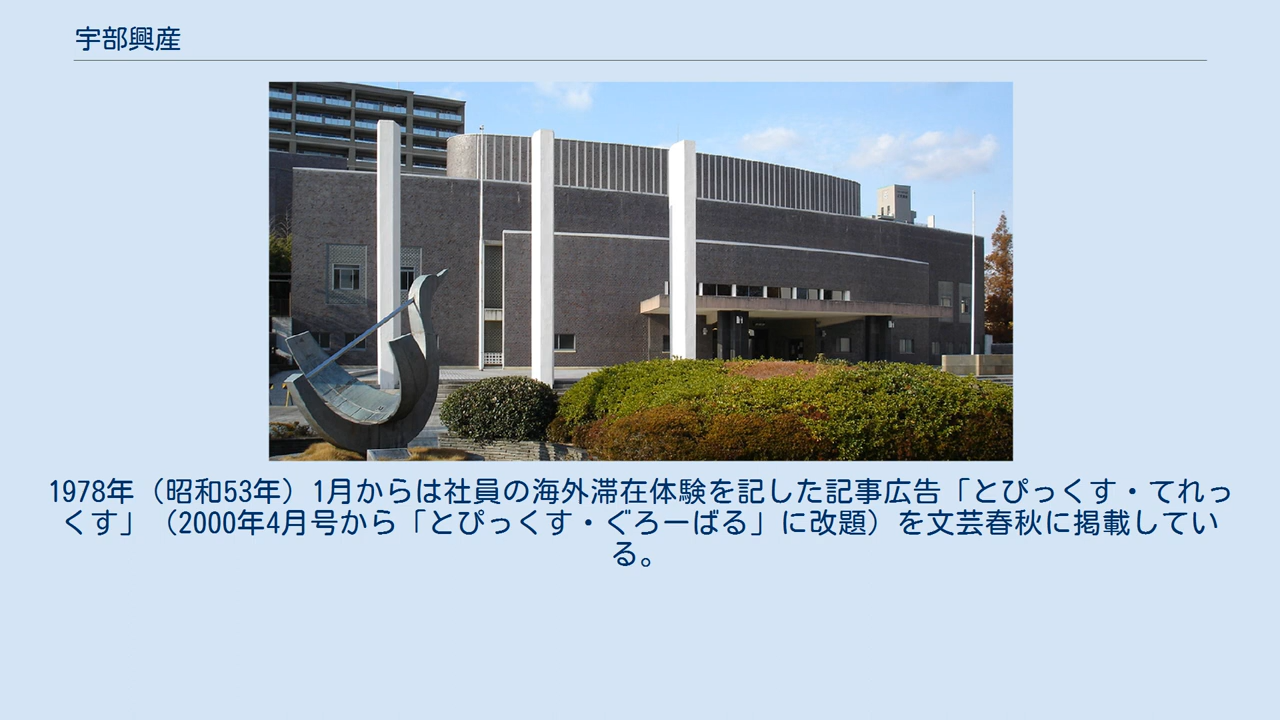 宇部興産
1978年（昭和53年）1月からは社員の海外滞在体験を記した記事広告「とぴっくす・てれっ
くす」（2000年4月号から「とぴっくす・ぐろーばる」に改題）を文芸春秋に掲載してい
る。